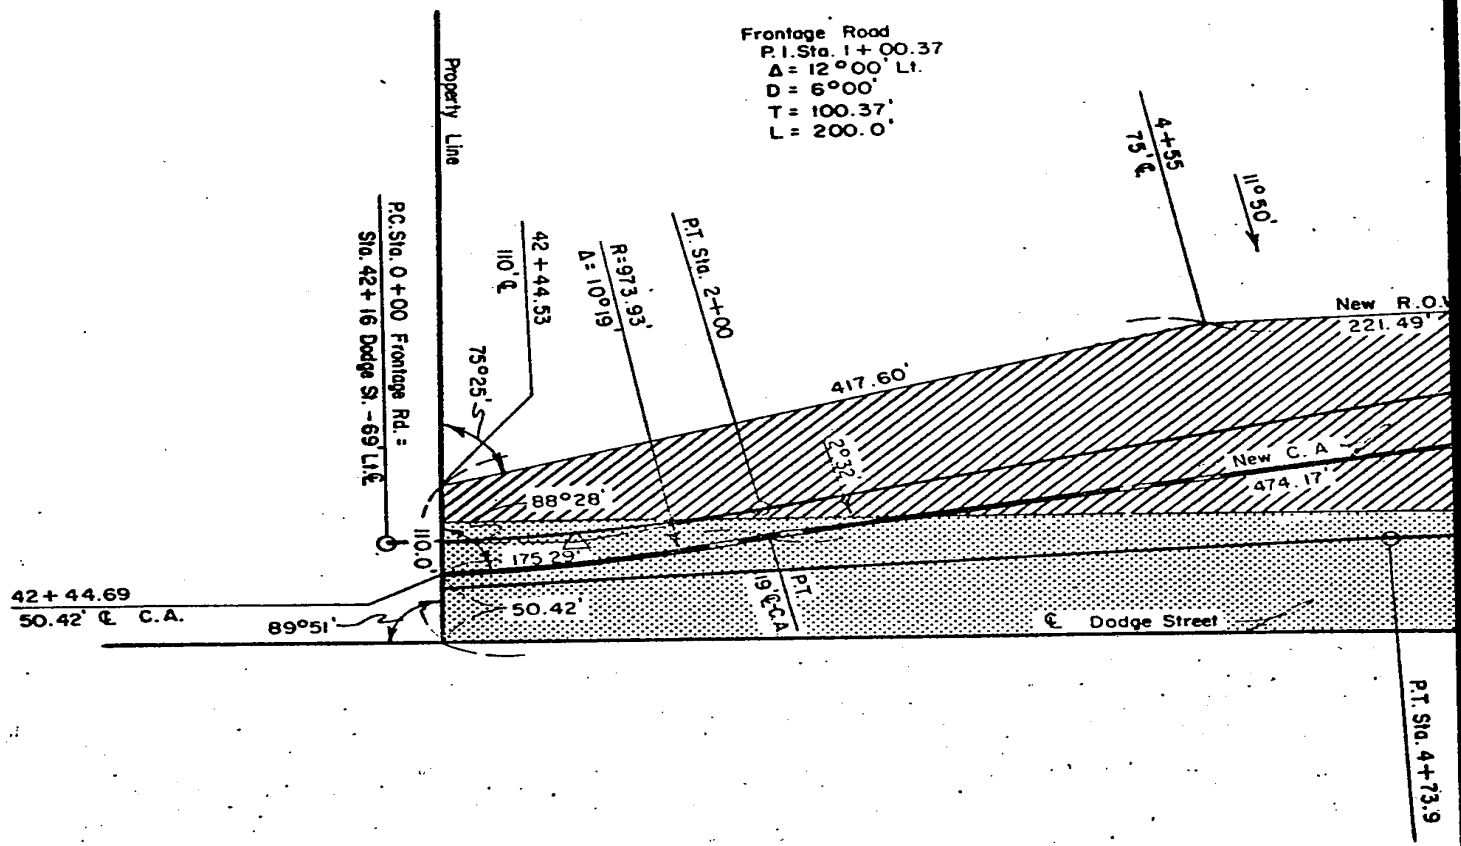 Frontage Road
P.I. Sta. 1 + 00.37
Δ = 12°00' Lt.
D = 6°00'
T = 100.37'
L = 200.0'
Property Line
P.C. Sta. 0+00 Frontage Rd. =
Sta. 42+16 Dodge St. - 69' Lt. ℄
42+44.53
110' ℄
75°25'
R=973.93'
Δ= 10°19'
P.T. Sta. 2+00
4+55
75' ℄
11°50'
New R.O.
221.49'
417.60'
2°32'
New C. A
474.17'
88°28'
110.0'
175.29'
P.T.
19 ℄-C.A.
42+44.69
50.42' ℄ C.A.
89°51'
50.42'
℄ Dodge Street
P.T. Sta. 4+73.9